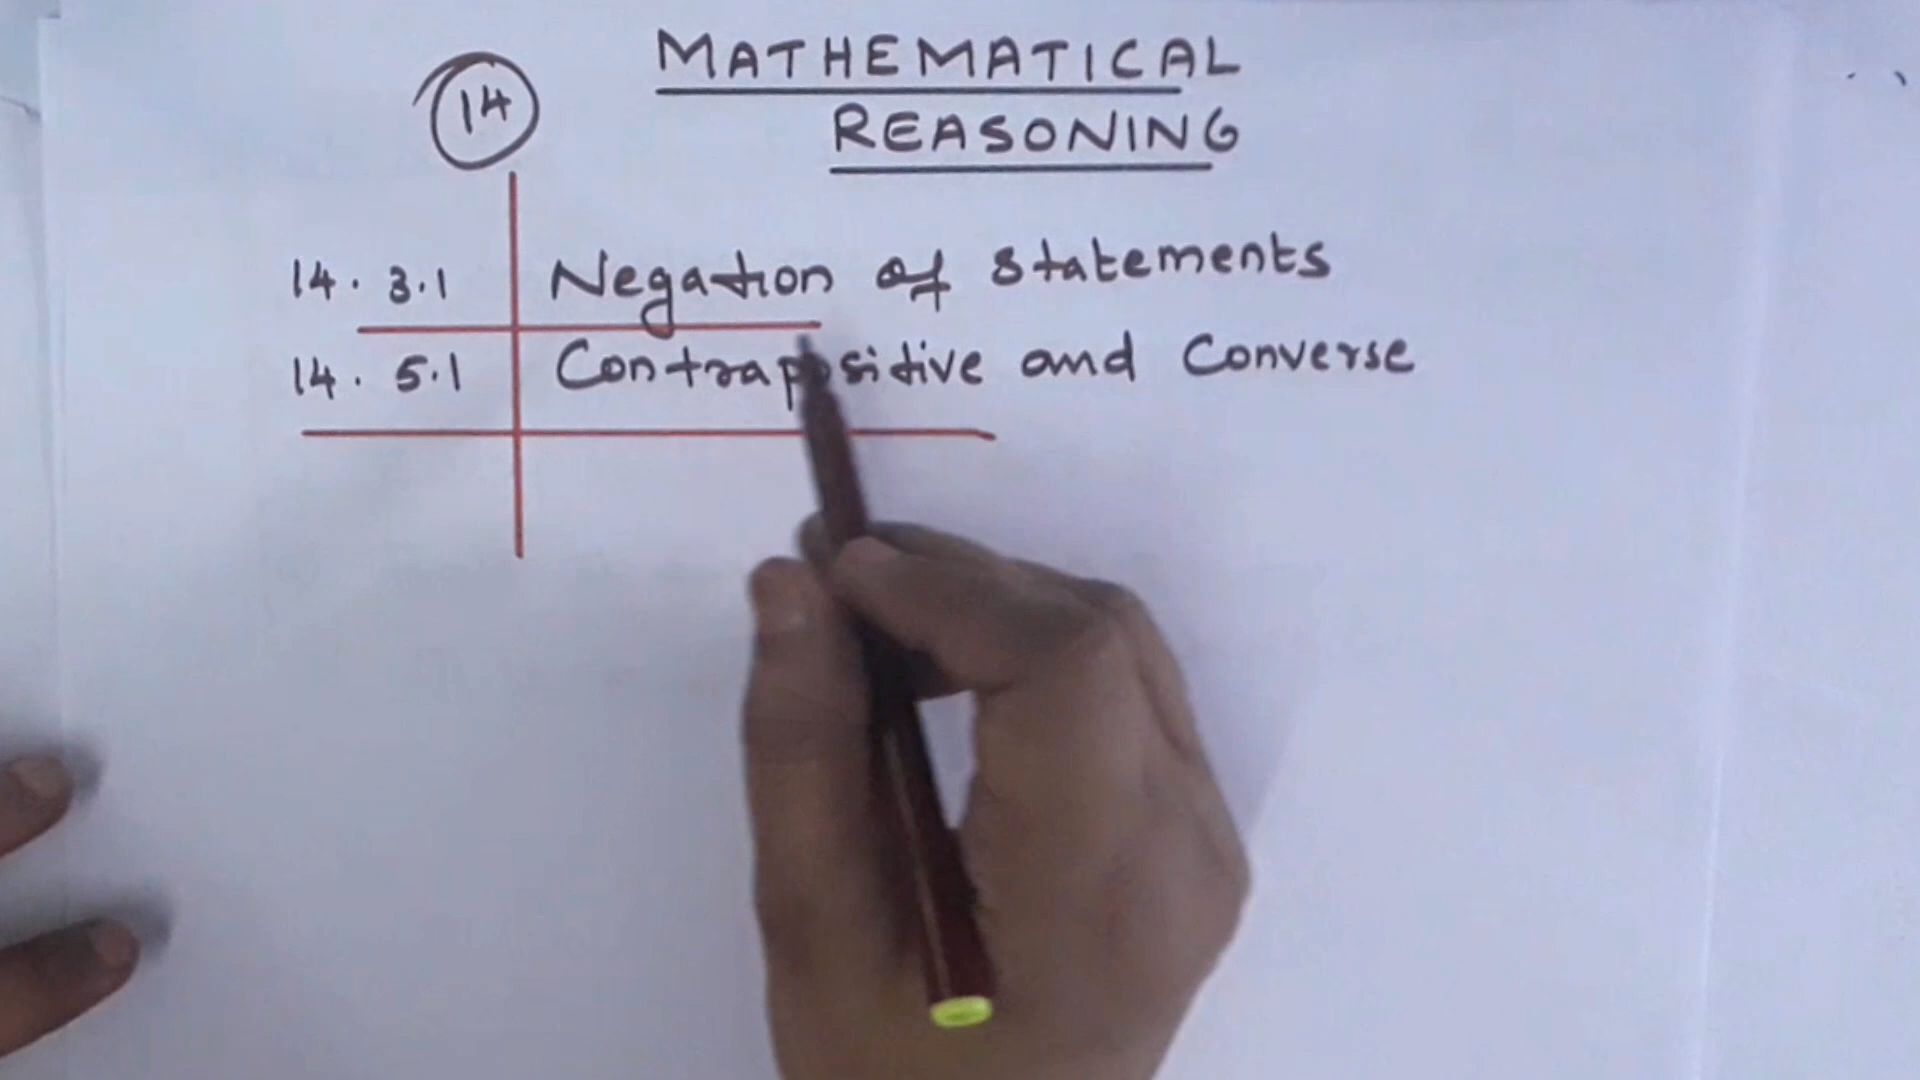 14
MATHEMATICAL
REASONING
14.3.1 Negation of statements
14.5.1 Contrapositive and Converse